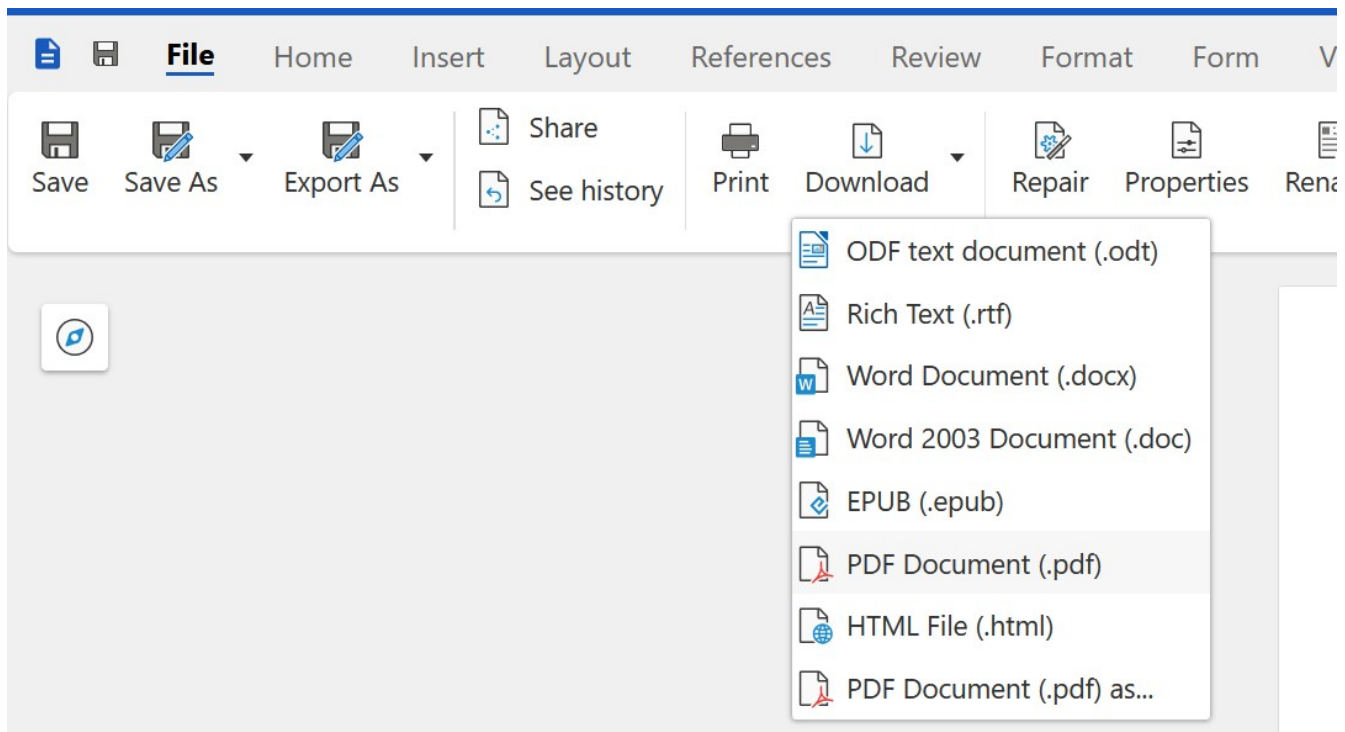 File Home Insert Layout References Review Format Form
Share
See history
Save Save As Export As Print Download Repair Properties
ODF text document (.odt)
Rich Text (.rtf)
Word Document (.docx)
Word 2003 Document (.doc)
EPUB (.epub)
PDF Document (.pdf)
HTML File (.html)
PDF Document (.pdf) as...